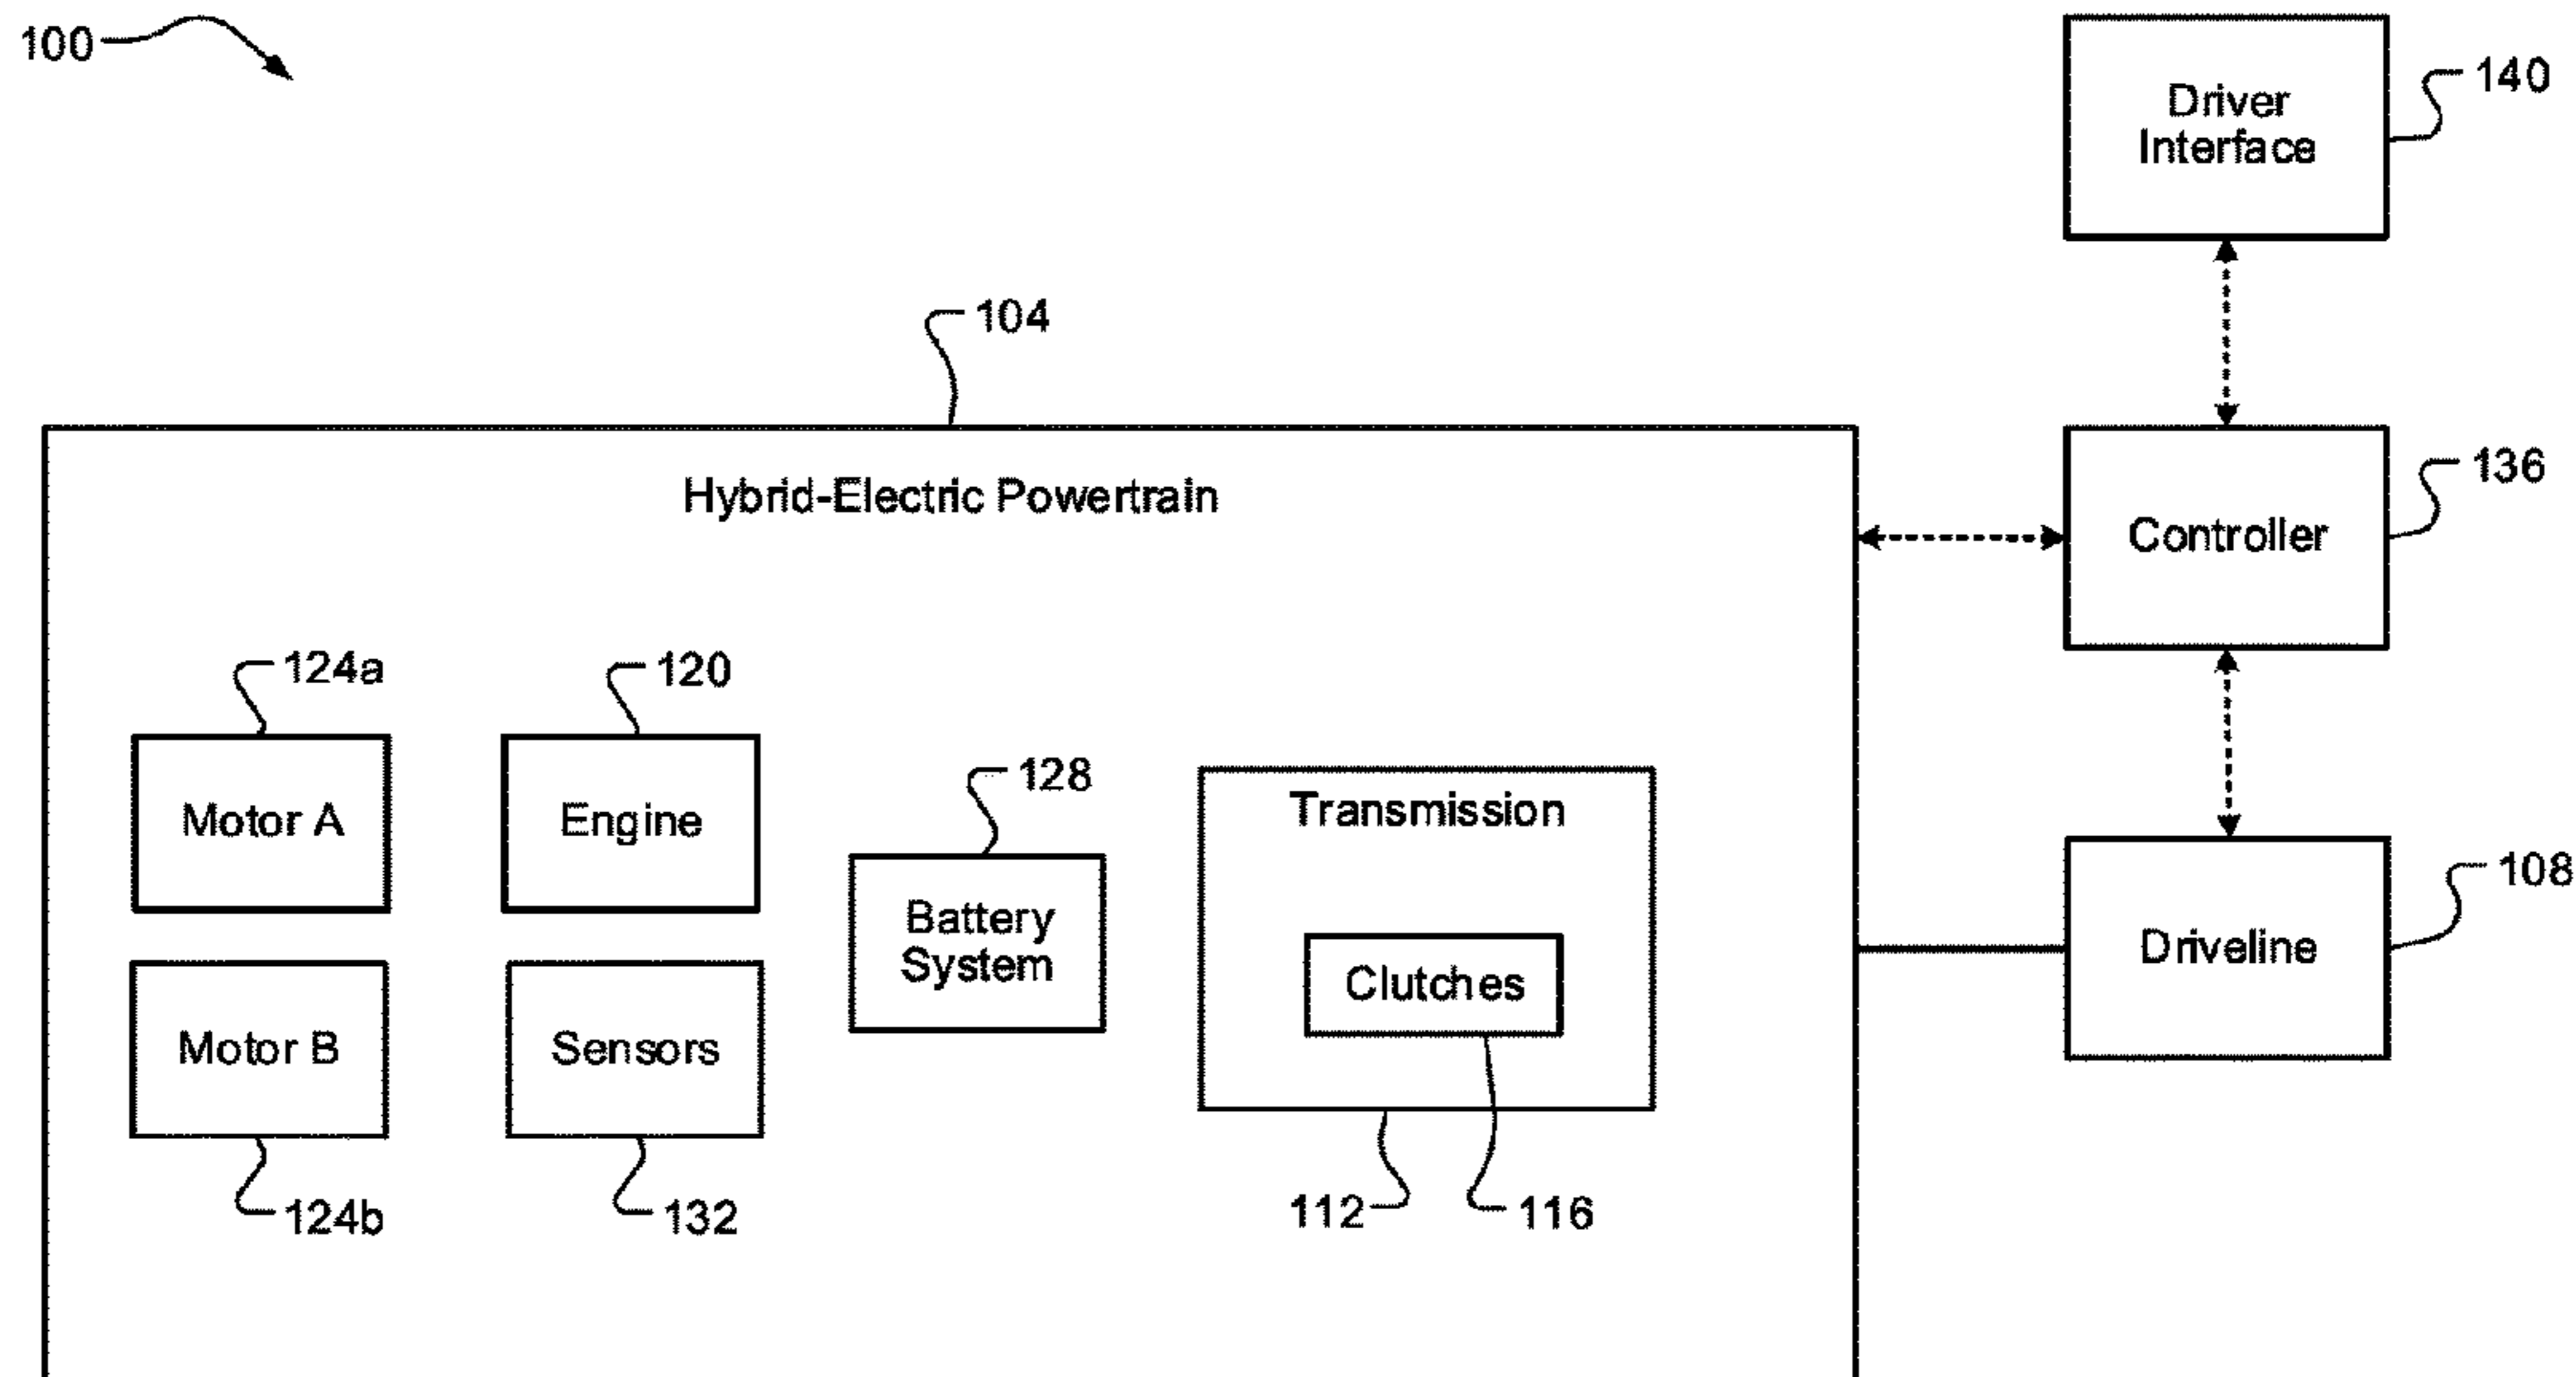 100
Driver
Interface
140
104
Hybrid-Electric Powertrain
Controller
136
124a
120
Motor A
Engine
128
Battery
System
Transmission
Clutches
Driveline
108
Motor B
Sensors
124b
132
112
116